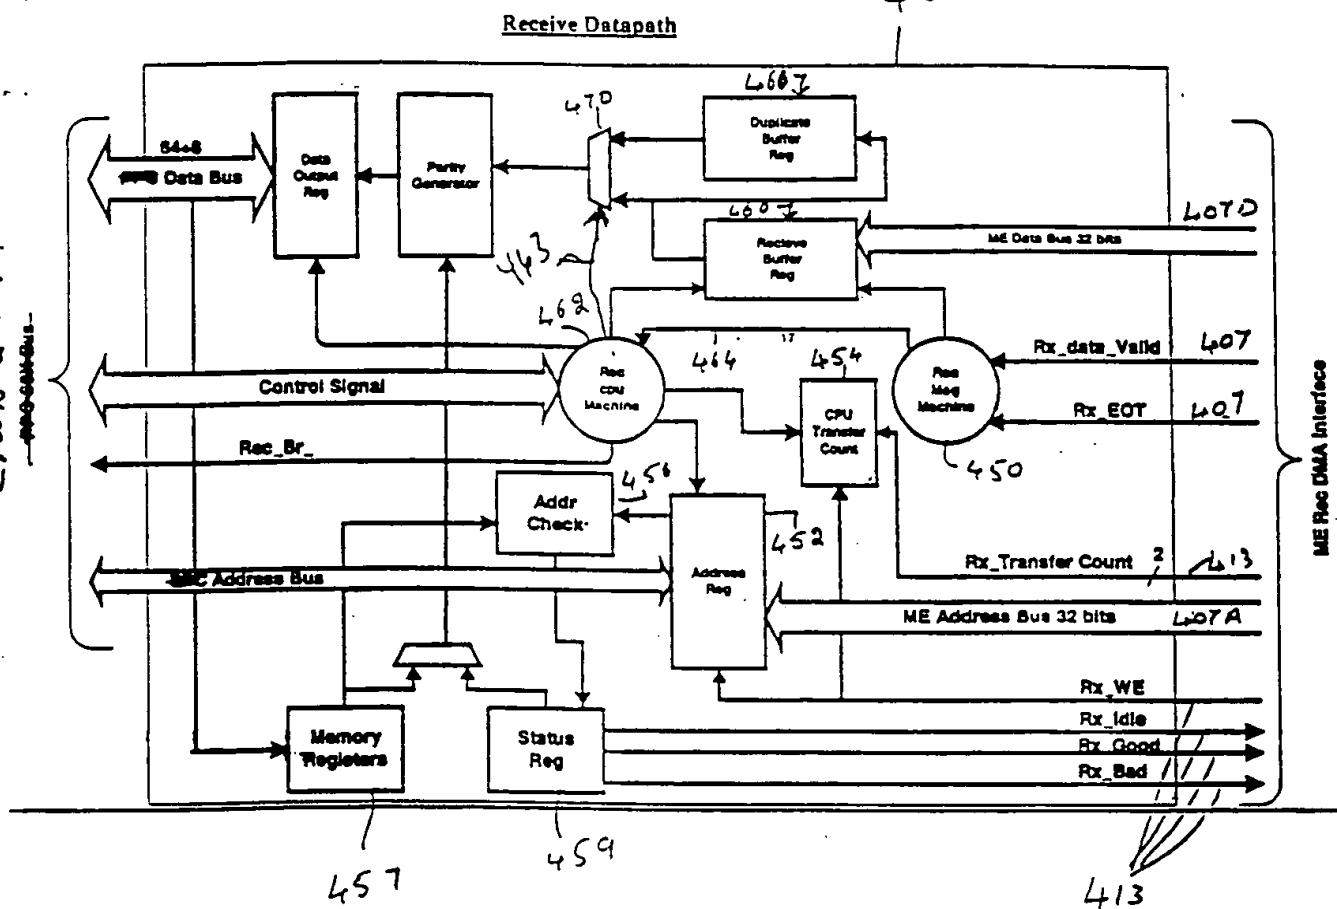 Receive Datapath
470
Duplicate
Buffer
Reg
64+8
Data Bus
Data
Output
Reg
Parity
Generator
407D
ME Data Bus 32 bits
Recieve
Buffer
Reg
443
462
464
17
454
Rx_data_Valid 407
Control Signal
Rec
CPU
Machine
CPU
Transfer
Count
Rec
Msg
Machine
Rx_EOT 407
Rec_Br_
450
456
Addr
Check
452
ME Rec DMA Interface
Rx_Transfer Count 2 413
Address Bus
Address
Reg
ME Address Bus 32 bits 407A
Rx_WE
Rx_Idle
Rx_Good
Rx_Bad
Memory
Registers
Status
Reg
457
459
413